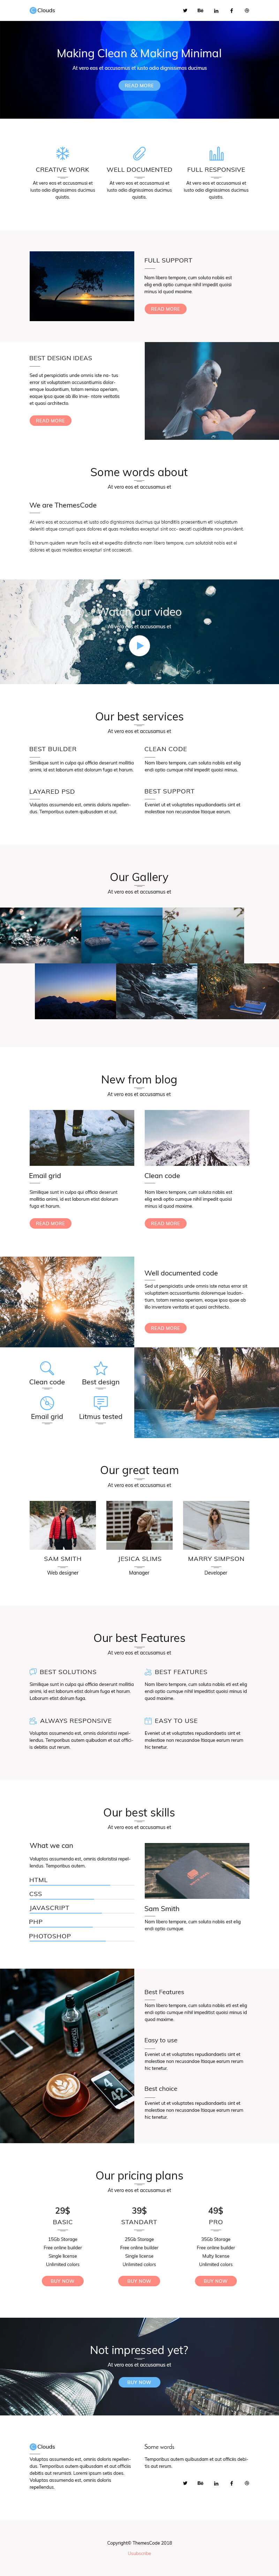 Clouds
Making Clean & Making Minimal
At vero eos et accusamus et iusto odio dignissimos ducimus
READ MORE
CREATIVE WORK
At vero eos et accusamus et
iusto odio dignissimos ducimus
quistis.
WELL DOCUMENTED
At vero eos et accusamus et
iusto odio dignissimos ducimus
quistis.
FULL RESPONSIVE
At vero eos et accusamus et
iusto odio dignissimos ducimus
quistis.
FULL SUPPORT
Nam libero tempore, cum soluta nobis est
elig endi optio cumque nihil impedit quoisi
minus id quod maxime
READ MORE
BEST DESIGN IDEAS
Sed ut perspiciatis unde omnis iste na- tus
error sit voluptatem accusantiums dolor-
emque laudantium, totam remiam, aperiam,
eaque ipsa quae ab illo inve- ntore veritatis
et quasi architecto.
READ MORE
Some words about
At vero eos et accusamus et
We are ThemesCode
At vero eos et accusamus et iusto odio dignissimos ducimus qui blanditiis praesentium et voluptatum
deleniti atque corrupti quos dolores et quas molestias excepturi sint occ- aecati cupiditate non provident.
Et harum quidem rerum facilis est et expedita distinctio nam libero tempore, cum solutanid nobis est el
dolores et quas molestias excepturi sint occaecati.
Watch our video
At vero eos et accusamus et
Our best services
At vero eos et accusamus et
BEST BUILDER
Similique sunt in culpa qui officia deserunt mollitia
animi, id est laborum etist dolorum fuga et harum.
CLEAN CODE
Nam libero tempore, cum soluta nobis est elig
endi optio cumque nihil impedit quoisi minus.
LAYARED PSD
Voluptas assumenda est, omnis doloris repellen-
dus. Temporibus autem quibusdam et aut.
BEST SUPPORT
Eveniet ut et voluptates repudiandaetis sint et
molestiae non recusandae itisque earum.
Our Gallery
At vero eos et accusamus et
New from blog
At vero eos et accusamus et
Email grid
Similique sunt in culpa qui officia deserunt
mollitia animi, id est laborum et dolorum
fuga et harum.
READ MORE
Clean code
Nam libero tempore, cum soluta nobis est
elig endi optio cumque nihil impedit quoisi
minus id quod maxime.
READ MORE
Well documented code
Sed ut perspiciatis unde omnis iste natus error sit
voluptatem accusantiums doloremque laudan-
tium, totam remiam aperiam, eaque ipsa quae ab
illo inventore veritatis et quasi architecto.
READ MORE
Clean code
Best design
Email grid
Litmus tested
Our great team
At vero eos et accusamus et
SAM SMITH
Web designer
JESICA SLIMS
Manager
MARRY SIMPSON
Developer
Our best Features
At vero eos et accusamus et
BEST SOLUTIONS
Similique sunt in culpa qui officia deserunt mollitia
animi, id est laborum etist dolrum fuga et harum
Laborum etist dolrum fuga.
BEST FEATURES
Nam libero tempore, cum soluta nobis eti est elig
endi optio cumque nihil impeditist quoisi minus id
quod maxime.
ALWAYS RESPONSIVE
Voluptas assumenda est, omnis doloristisi repel-
lendus. Temporibus autem quibudam et aut offici-
is debitis aut rerum.
EASY TO USE
Eveniet ut et voluptates repudiandaetis sint et
molestiae non recusandae itisque earum rerum
hic tenetur.
Our best skills
At vero eos et accusamus et
What we can
Voluptas assumenda est, omnis doloristisi repel-
lendus. Temporibus autem.
HTML
CSS
JAVASCRIPT
PHP
PHOTOSHOP
Sam Smith
Nam libero tempore, cum soluta nobis est elig
endi optio cumque.
Best Features
Nam libero tempore, cum soluta nobis eti est elig
endi optio cumque nihil impeditist quoisi minus id
quod maxime.
Easy to use
Eveniet ut et voluptates repudiandaetis sint et
molestiae non recusandae itisque earum rerum
hic tenetur.
Best choice
Eveniet ut et voluptates repudiandaetis sint et
molestiae non recusandae itisque earum rerum
hic tenetur.
Our pricing plans
At vero eos et accusamus et
29$
BASIC
15Gb Storage
Free online builder
Single license
Unlimited colors
BUY NOW
39$
STANDART
25Gb Storage
Free online builder
Single license
Unlimited colors
BUY NOW
49$
PRO
35Gb Storage
Free online builder
Multy license
Unlimited colors
BUY NOW
Not impressed yet?
At vero eos et accusamus et
BUY NOW
Clouds
Voluptas assumenda est, omnis doloris repellen-
dus. Temporibus autem quibusdam et aut officiis
debitis aut rerumisti. Lorems ipsum setis does.
Voluptas assumenda est, omnis doloris
repellendus.
Some words
Temporibus autem quibusdam et aut officiis debi-
tis aut rerum.
Copyright© ThemesCode 2018
Usubscribe